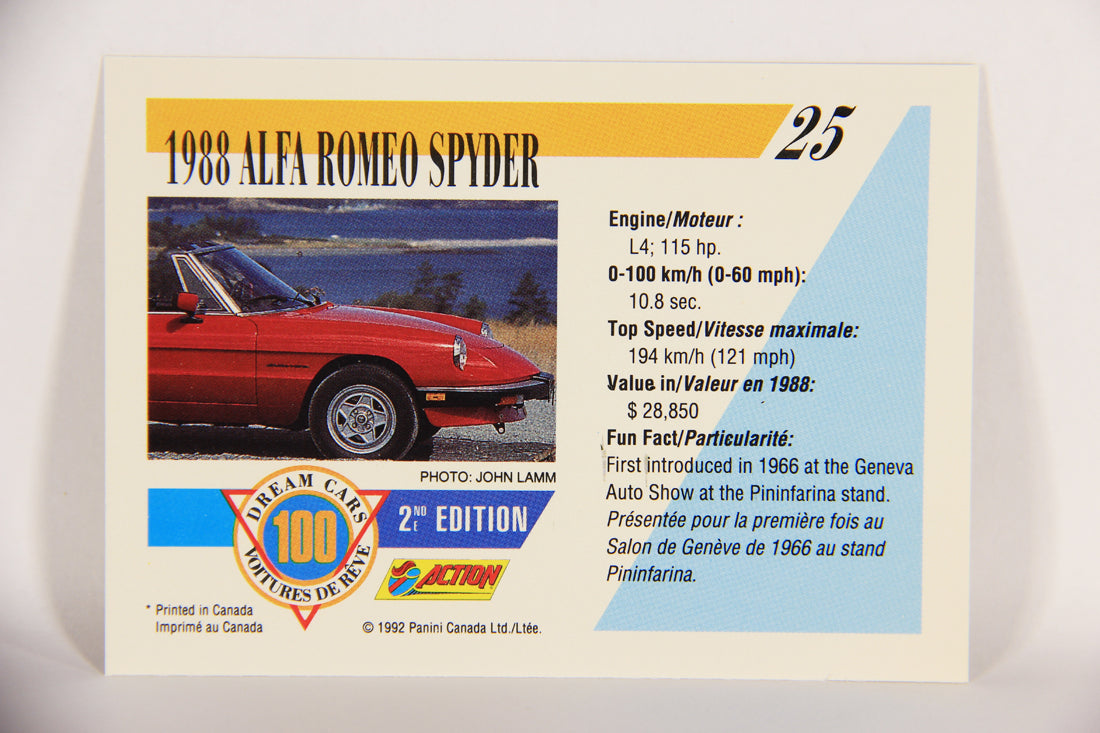 1988 ALFA ROMEO SPYDER
25
Engine/Moteur :
L4; 115 hp.
0-100 km/h (0-60 mph):
10.8 sec.
Top Speed/Vitesse maximale:
194 km/h (121 mph)
Value in/Valeur en 1988:
$ 28,850
Fun Fact/Particularité:
First introduced in 1966 at the Geneva
Auto Show at the Pininfarina stand.
Présentée pour la première fois au
Salon de Genève de 1966 au stand
Pininfarina.
PHOTO: JOHN LAMM
DREAM CARS
100
VOITURES DE RÊVE
2ND E EDITION
ACTION
* Printed in Canada
Imprimé au Canada
© 1992 Panini Canada Ltd./Ltée.